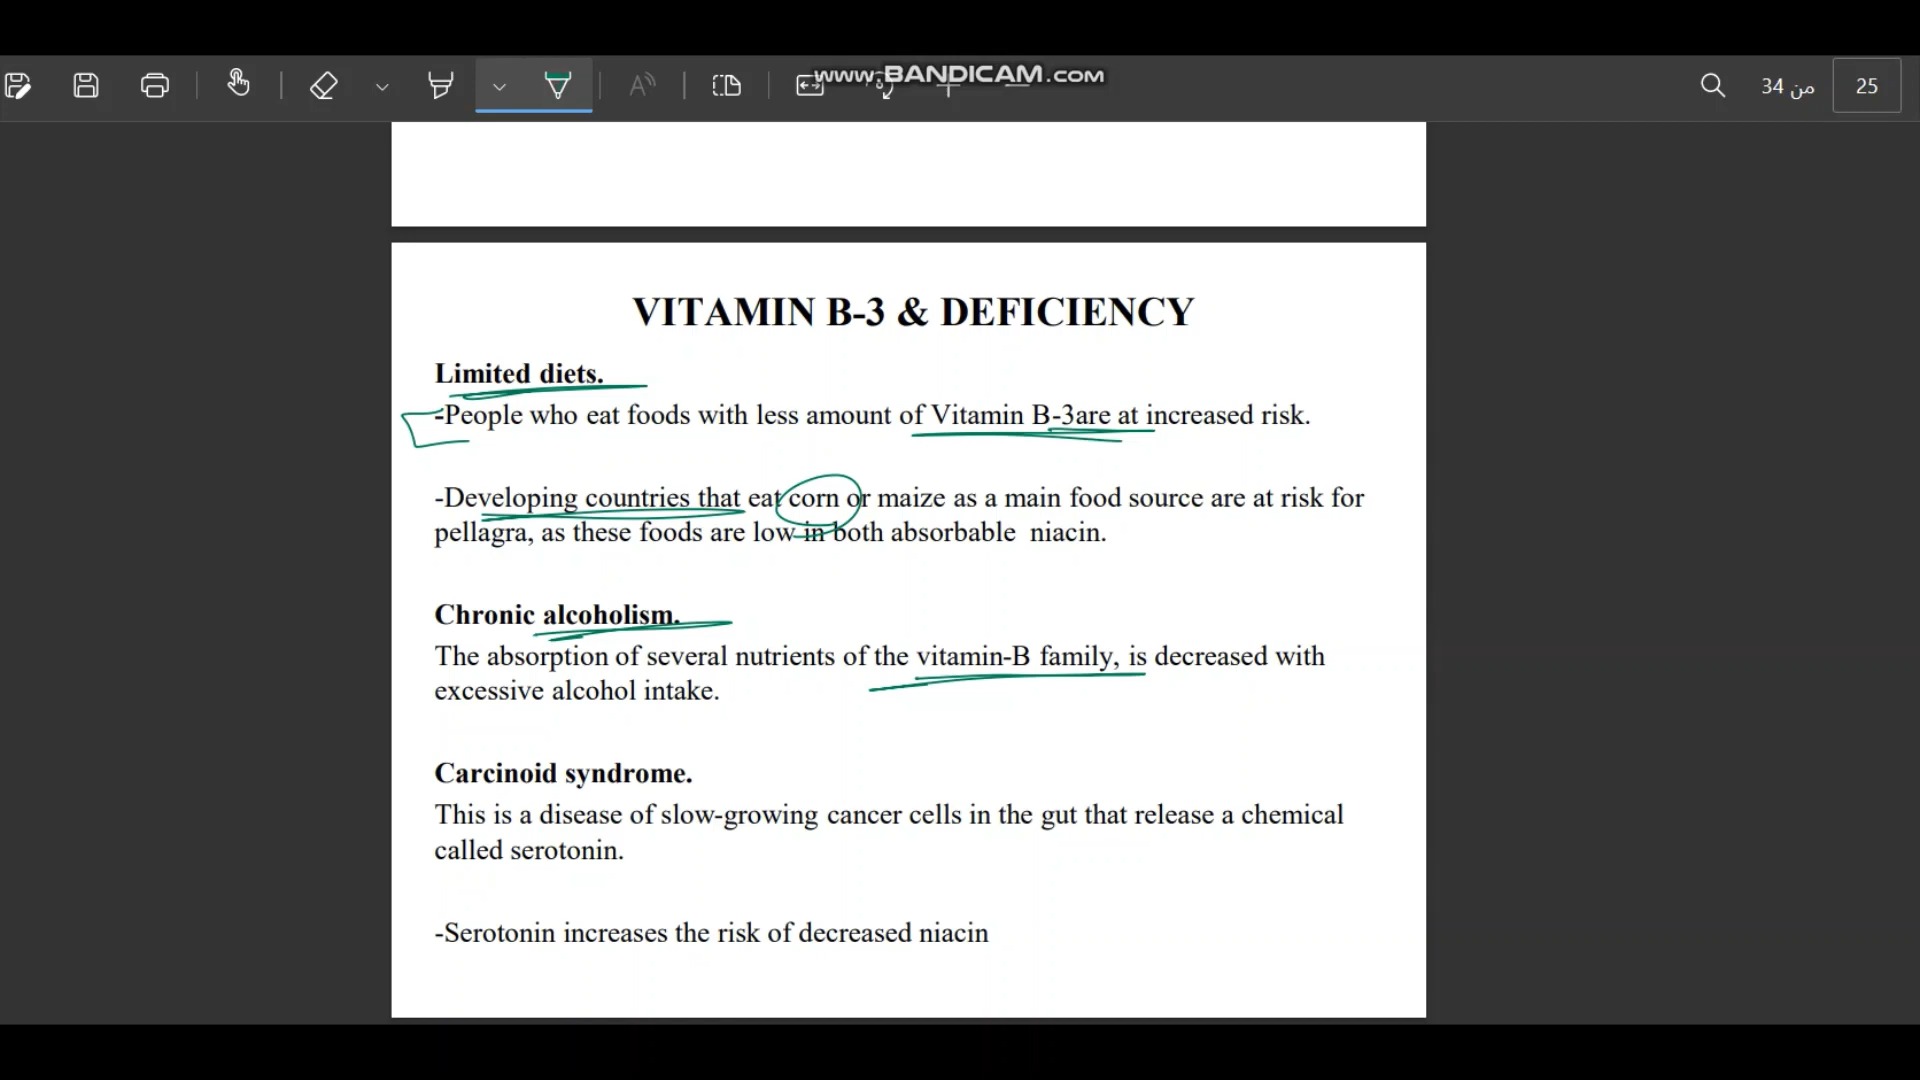 www.BANDICAM.com
25
من 34
VITAMIN B-3 & DEFICIENCY
Limited diets.
-People who eat foods with less amount of Vitamin B-3are at increased risk.
-Developing countries that eat corn or maize as a main food source are at risk for
pellagra, as these foods are low in both absorbable niacin.
Chronic alcoholism.
The absorption of several nutrients of the vitamin-B family, is decreased with
excessive alcohol intake.
Carcinoid syndrome.
This is a disease of slow-growing cancer cells in the gut that release a chemical
called serotonin.
-Serotonin increases the risk of decreased niacin